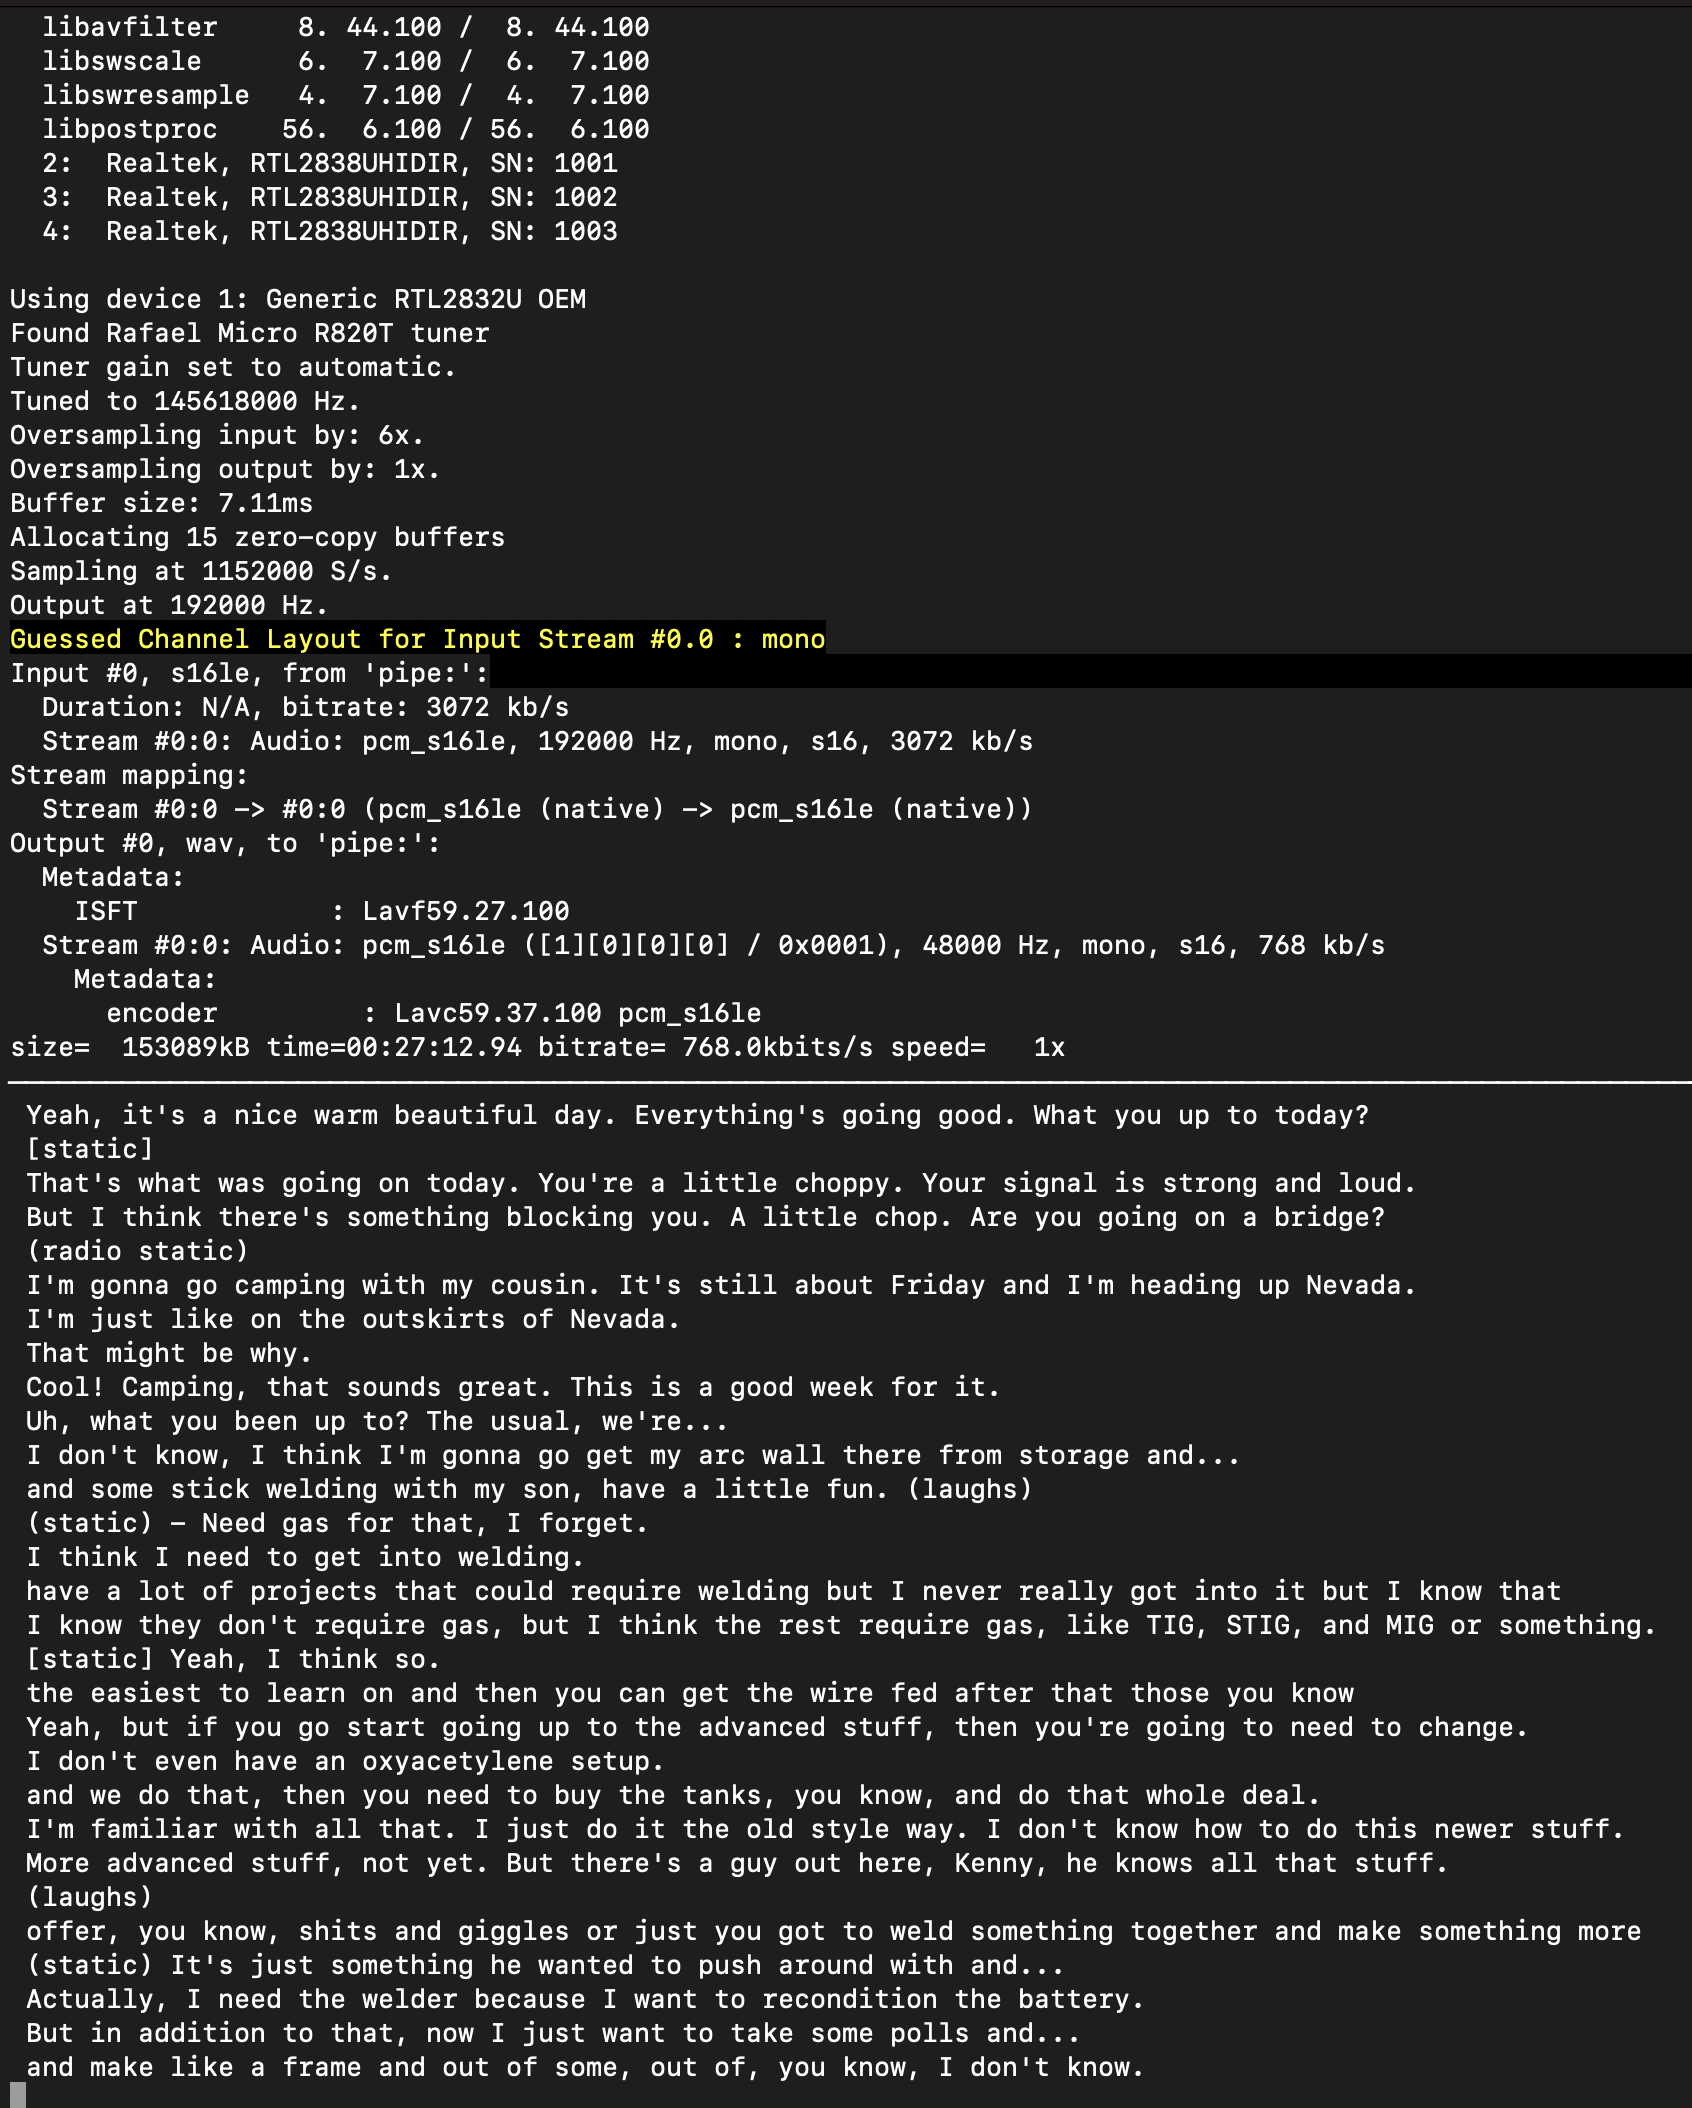 libavfilter     8. 44.100 /  8. 44.100
libswscale      6.  7.100 /  6.  7.100
libswresample   4.  7.100 /  4.  7.100
libpostproc    56.  6.100 / 56.  6.100
2:  Realtek, RTL2838UHIDIR, SN: 1001
3:  Realtek, RTL2838UHIDIR, SN: 1002
4:  Realtek, RTL2838UHIDIR, SN: 1003
Using device 1: Generic RTL2832U OEM
Found Rafael Micro R820T tuner
Tuner gain set to automatic.
Tuned to 145618000 Hz.
Oversampling input by: 6x.
Oversampling output by: 1x.
Buffer size: 7.11ms
Allocating 15 zero-copy buffers
Sampling at 1152000 S/s.
Output at 192000 Hz.
Guessed Channel Layout for Input Stream #0.0 : mono
Input #0, s16le, from 'pipe:':
Duration: N/A, bitrate: 3072 kb/s
Stream #0:0: Audio: pcm_s16le, 192000 Hz, mono, s16, 3072 kb/s
Stream mapping:
Stream #0:0 -> #0:0 (pcm_s16le (native) -> pcm_s16le (native))
Output #0, wav, to 'pipe:':
Metadata:
ISFT            : Lavf59.27.100
Stream #0:0: Audio: pcm_s16le ([1][0][0][0] / 0x0001), 48000 Hz, mono, s16, 768 kb/s
Metadata:
encoder         : Lavc59.37.100 pcm_s16le
size=  153089kB time=00:27:12.94 bitrate= 768.0kbits/s speed=   1x
Yeah, it's a nice warm beautiful day. Everything's going good. What you up to today?
[static]
That's what was going on today. You're a little choppy. Your signal is strong and loud.
But I think there's something blocking you. A little chop. Are you going on a bridge?
(radio static)
I'm gonna go camping with my cousin. It's still about Friday and I'm heading up Nevada.
I'm just like on the outskirts of Nevada.
That might be why.
Cool! Camping, that sounds great. This is a good week for it.
Uh, what you been up to? The usual, we're...
I don't know, I think I'm gonna go get my arc wall there from storage and...
and some stick welding with my son, have a little fun. (laughs)
(static) - Need gas for that, I forget.
I think I need to get into welding.
have a lot of projects that could require welding but I never really got into it but I know that
I know they don't require gas, but I think the rest require gas, like TIG, STIG, and MIG or something.
[static] Yeah, I think so.
the easiest to learn on and then you can get the wire fed after that those you know
Yeah, but if you go start going up to the advanced stuff, then you're going to need to change.
I don't even have an oxyacetylene setup.
and we do that, then you need to buy the tanks, you know, and do that whole deal.
I'm familiar with all that. I just do it the old style way. I don't know how to do this newer stuff.
More advanced stuff, not yet. But there's a guy out here, Kenny, he knows all that stuff.
(laughs)
offer, you know, shits and giggles or just you got to weld something together and make something more
(static) It's just something he wanted to push around with and...
Actually, I need the welder because I want to recondition the battery.
But in addition to that, now I just want to take some polls and...
and make like a frame and out of some, out of, you know, I don't know.